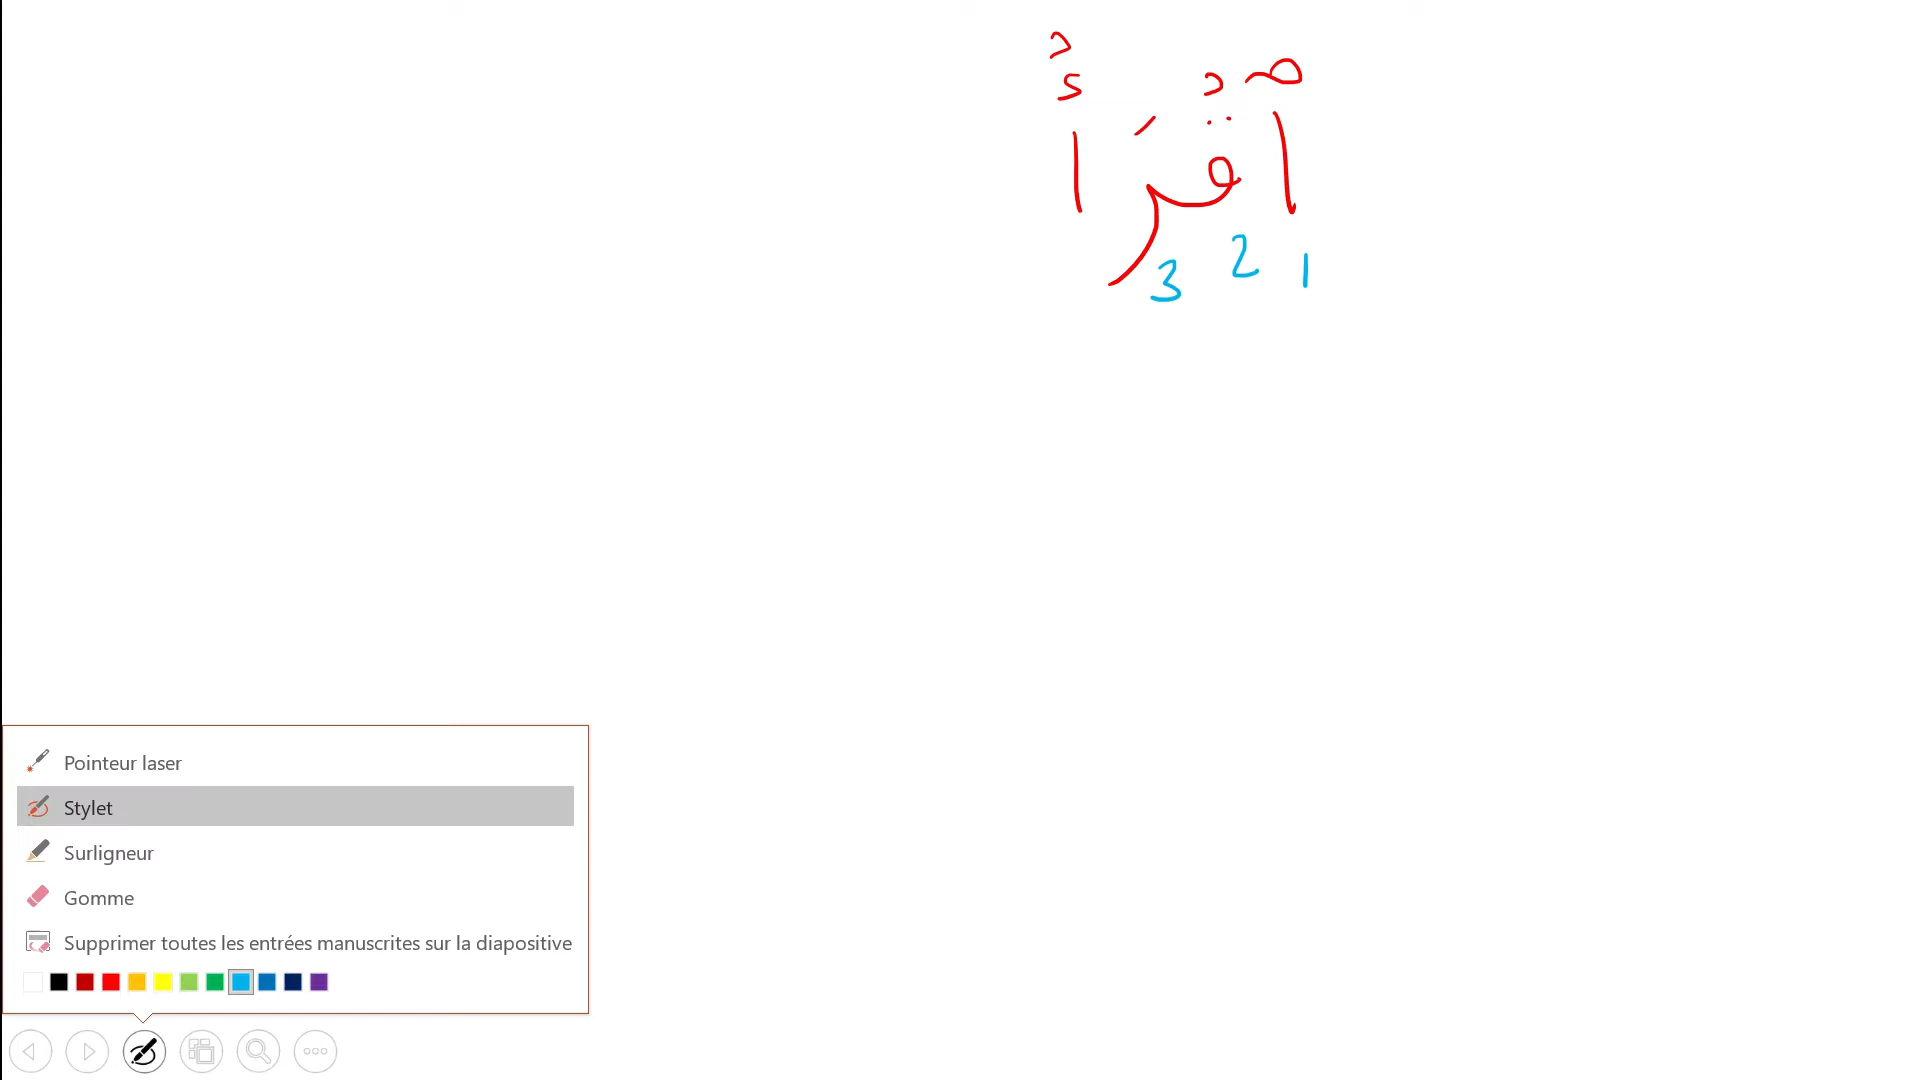 ٱقۡرَأۡ
3 2 1
Pointeur laser
Stylet
Surligneur
Gomme
Supprimer toutes les entrées manuscrites sur la diapositive